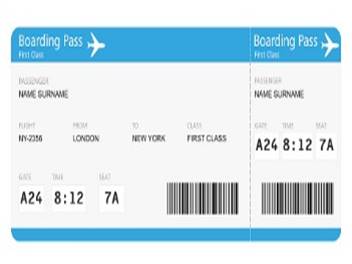 Boarding Pass
First Class
PASSENGER
NAME SURNAME
FLIGHT FROM TO CLASS
NY-2356 LONDON NEW YORK FIRST CLASS
GATE TIME SEAT
A24 8:12 7A
Boarding Pass
First Class
PASSENGER
NAME SURNAME
GATE TIME SEAT
A24 8:12 7A